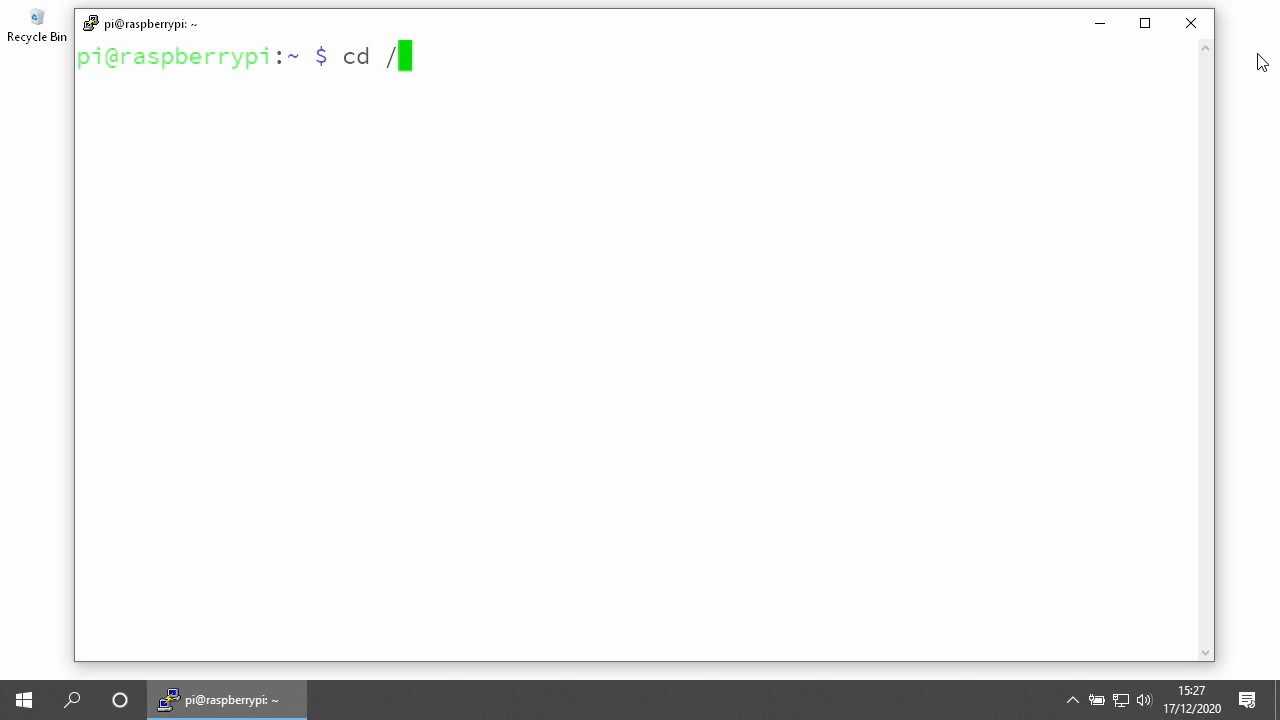 Recycle Bin
pi@raspberrypi: ~
pi@raspberrypi:~ $ cd /
pi@raspberrypi: ~
15:27
17/12/2020